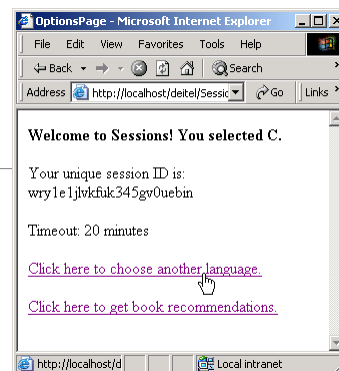 OptionsPage - Microsoft Internet Explorer
File Edit View Favorites Tools Help
Back Search
Address http://localhost/deitel/Sessic Go Links
Welcome to Sessions! You selected C.
Your unique session ID is:
wry1e1jlvkfuk345gv0uebin
Timeout: 20 minutes
Click here to choose another language.
Click here to get book recommendations.
http://localhost/d Local intranet